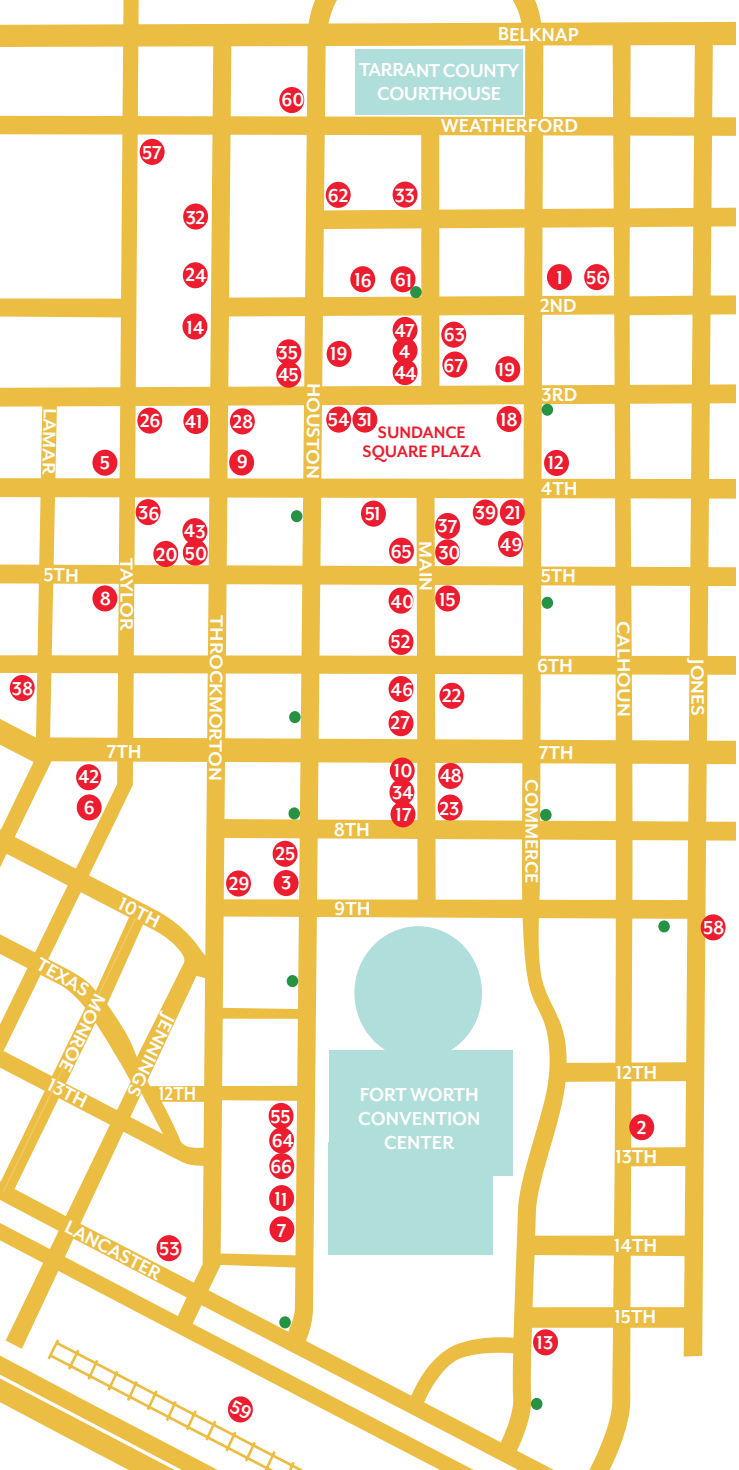 BELKNAP
TARRANT COUNTY
COURTHOUSE
60
WEATHERFORD
57
62
33
32
24
16
61
1
56
2ND
14
47
63
35
19
4
45
44
67
19
3RD
HOUSTON
LAMAR
26
41
28
54
31
18
SUNDANCE
SQUARE PLAZA
5
9
12
4TH
36
51
39
21
43
37
20
50
65
30
49
MAIN
TAYLOR
5TH
5TH
8
40
15
THROCKMORTON
CALHOUN
52
6TH
JONES
38
46
22
27
7TH
7TH
42
10
48
6
34
23
17
COMMERCE
8TH
25
29
3
10TH
9TH
58
TEXAS
MONROE
JENNINGS
12TH
13TH
12TH
FORT WORTH
CONVENTION
CENTER
55
64
2
66
13TH
11
7
LANCASTER
53
14TH
15TH
13
59